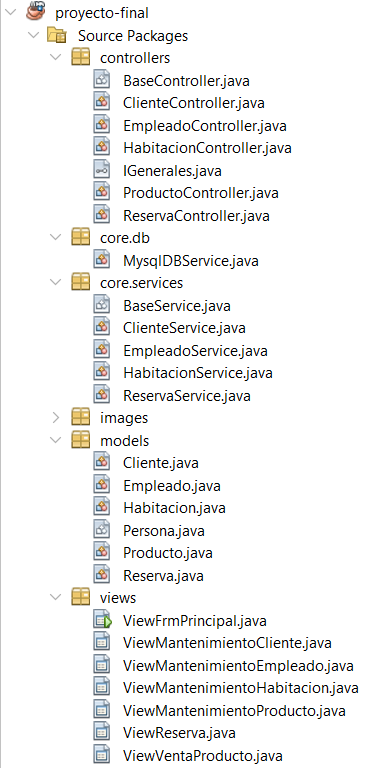 proyecto-final
Source Packages
controllers
BaseController.java
ClienteController.java
EmpleadoController.java
HabitacionController.java
IGenerales.java
ProductoController.java
ReservaController.java
core.db
MysqlDBService.java
core.services
BaseService.java
ClienteService.java
EmpleadoService.java
HabitacionService.java
ReservaService.java
images
models
Cliente.java
Empleado.java
Habitacion.java
Persona.java
Producto.java
Reserva.java
views
ViewFrmPrincipal.java
ViewMantenimientoCliente.java
ViewMantenimientoEmpleado.java
ViewMantenimientoHabitacion.java
ViewMantenimientoProducto.java
ViewReserva.java
ViewVentaProducto.java